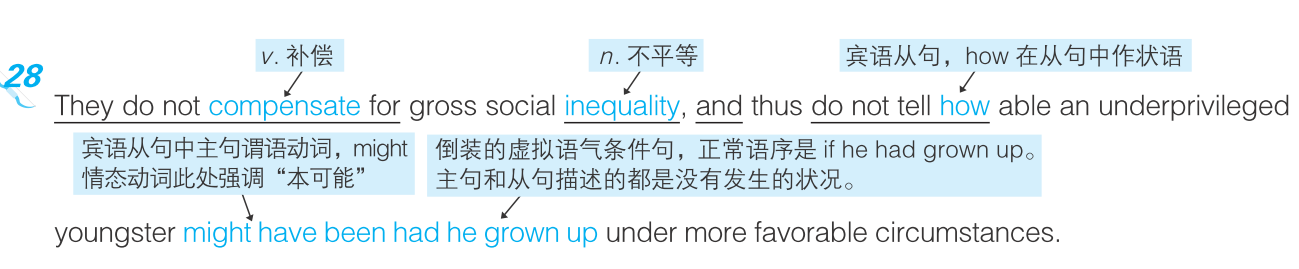 v. 补偿
n. 不平等
宾语从句，how 在从句中作状语
28
They do not compensate for gross social inequality, and thus do not tell how able an underprivileged
宾语从句中主句谓语动词，might
情态动词此处强调“本可能”
倒装的虚拟语气条件句，正常语序是 if he had grown up。
主句和从句描述的都是没有发生的状况。
youngster might have been had he grown up under more favorable circumstances.